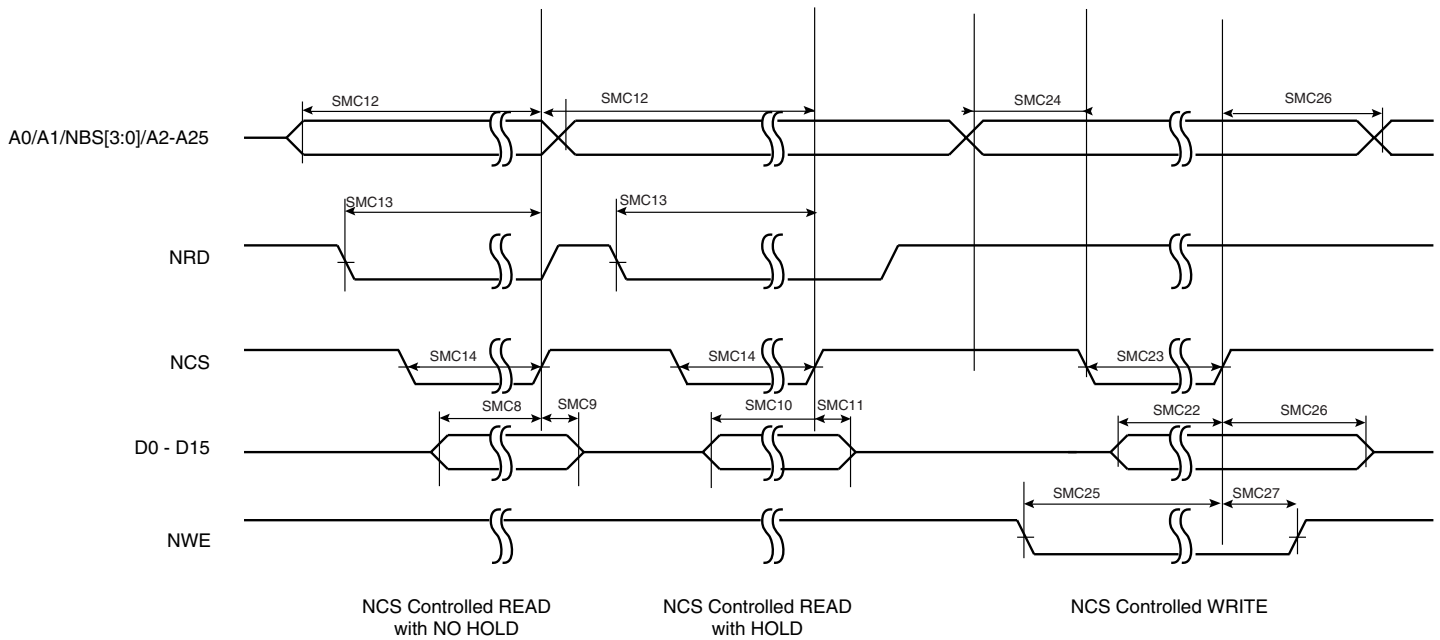 SMC12
SMC12
SMC24
SMC26
A0/A1/NBS[3:0]/A2-A25
SMC13
SMC13
NRD
NCS
SMC14
SMC14
SMC23
SMC8
SMC9
SMC10
SMC11
SMC22
SMC26
D0 - D15
SMC25
SMC27
NWE
NCS Controlled READ
with NO HOLD
NCS Controlled READ
with HOLD
NCS Controlled WRITE